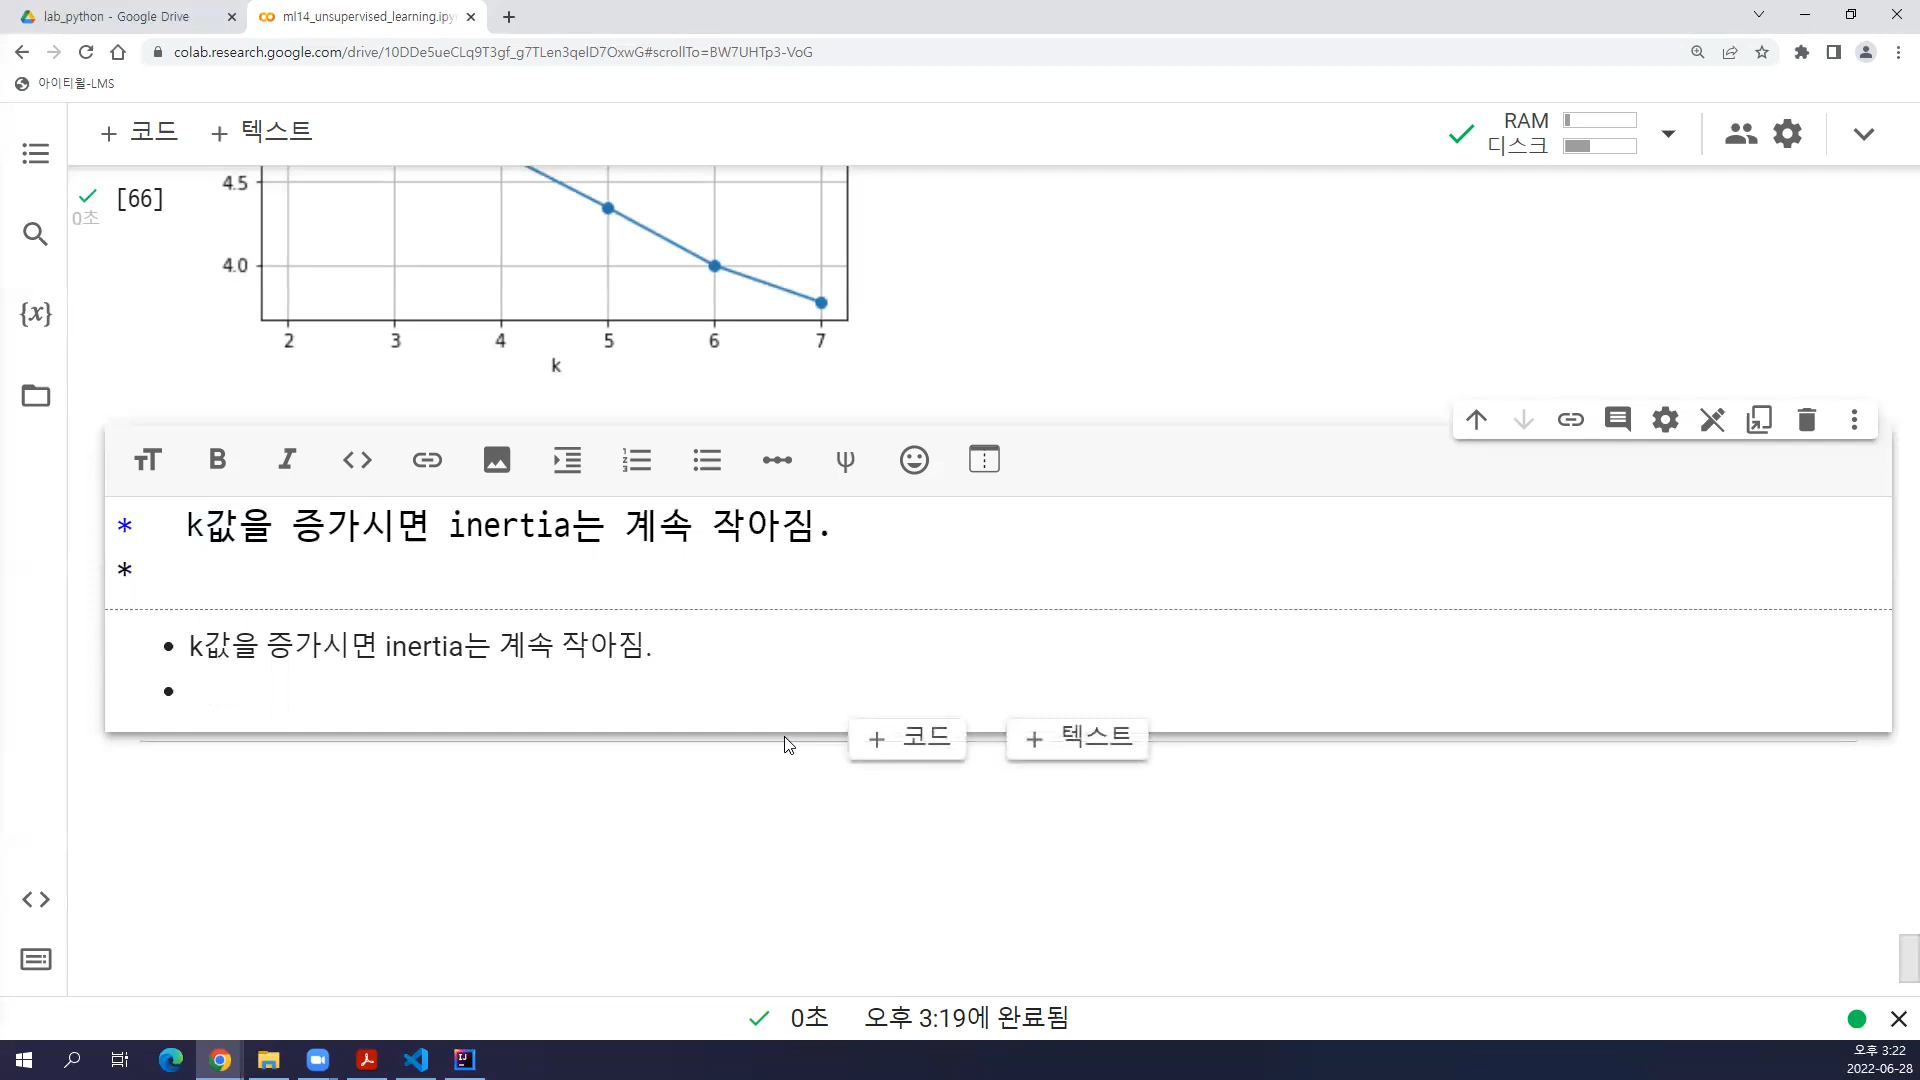 lab_python - Google Drive
ml14_unsupervised_learning.ipy
colab.research.google.com/drive/10DDe5ueCLq9T3gf_g7TLen3qelD7OxwG#scrollTo=BW7UHTp3-VoG
아이티윌-LMS
+ 코드 + 텍스트
RAM
디스크
{x}
[66]
0초
4.5
4.0
2 3 4 5 6 7
k
* k값을 증가시면 inertia는 계속 작아짐.
*
• k값을 증가시면 inertia는 계속 작아짐.
•
+ 코드 + 텍스트
0초 오후 3:19에 완료됨
오후 3:22
2022-06-28